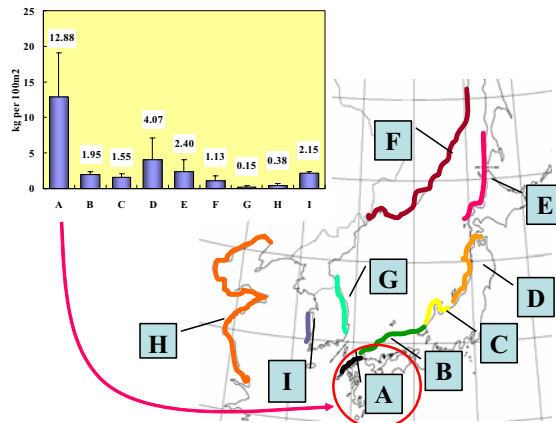 25
20
15
10
5
0
kg per 100m2
12.88
1.95
1.55
4.07
2.40
1.13
0.15
0.38
2.15
A B C D E F G H I
F
E
D
G
C
H
B
I
A